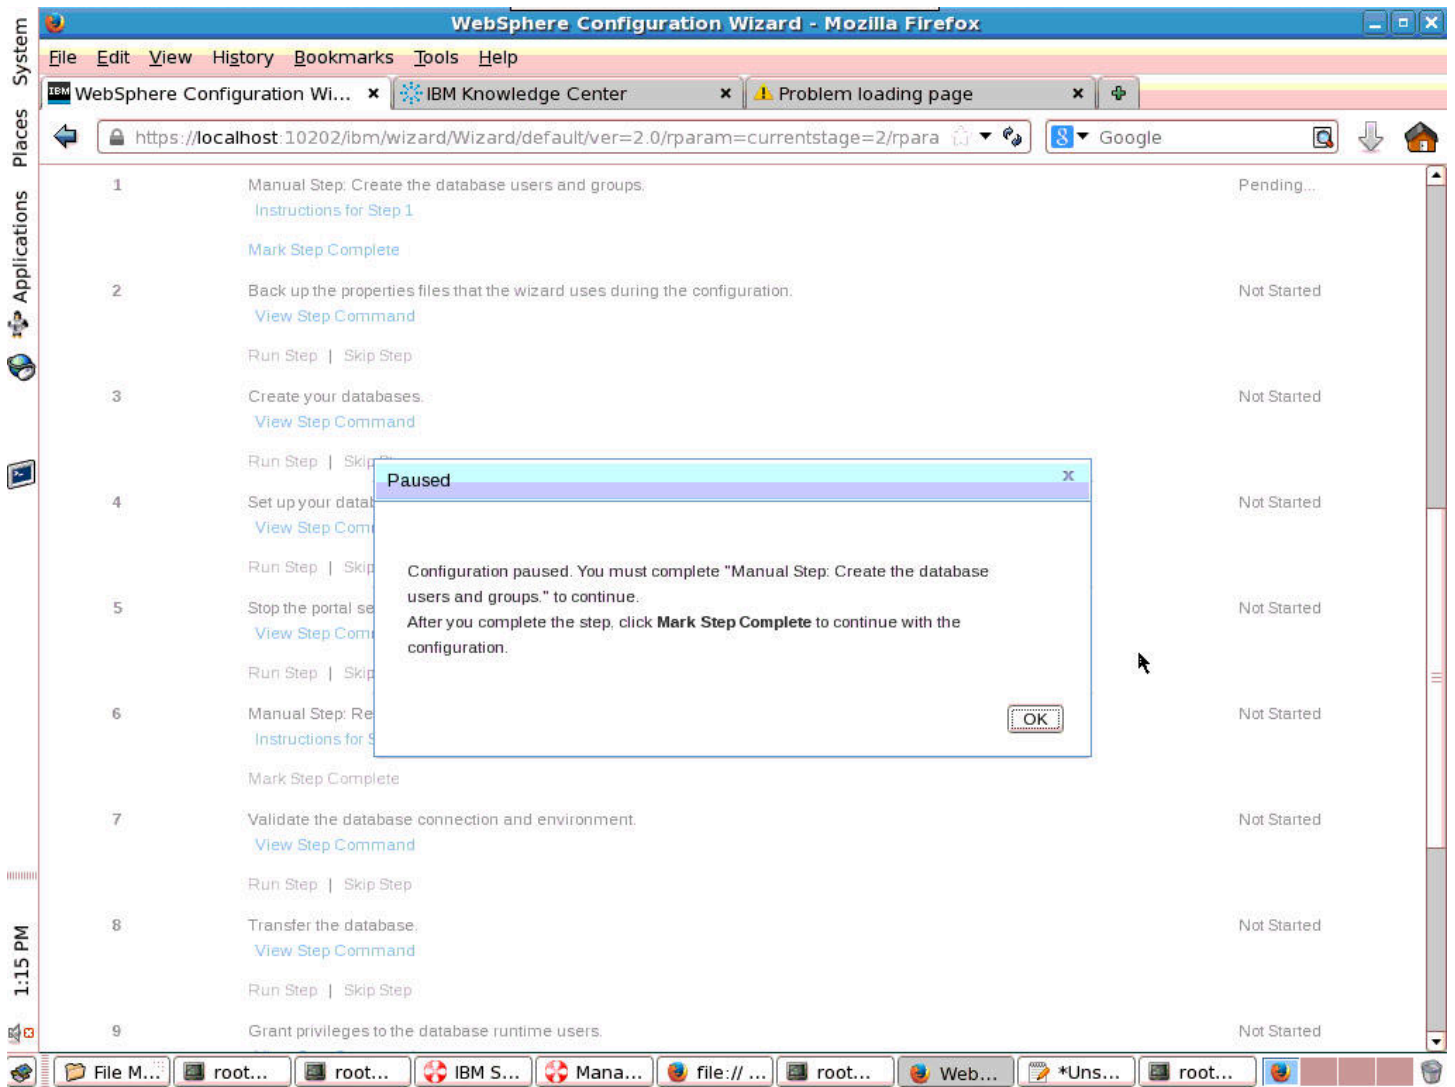 WebSphere Configuration Wizard - Mozilla Firefox
File Edit View History Bookmarks Tools Help
IBM WebSphere Configuration Wi... IBM Knowledge Center Problem loading page
https://localhost:10202/ibm/wizard/Wizard/default/ver=2.0/rparam=currentstage=2/rpara 8 Google
System
Places
Applications
1 Manual Step: Create the database users and groups. Pending...
Instructions for Step 1
Mark Step Complete
2 Back up the properties files that the wizard uses during the configuration. Not Started
View Step Command
Run Step | Skip Step
3 Create your databases. Not Started
View Step Command
Run Step | Skip
Paused x
4 Set up your datab Not Started
View Step Com
Configuration paused. You must complete "Manual Step: Create the database
users and groups." to continue.
After you complete the step, click Mark Step Complete to continue with the
configuration.
OK
Run Step | Skip
5 Stop the portal se Not Started
View Step Com
Run Step | Skip
6 Manual Step: Re Not Started
Instructions for S
Mark Step Complete
7 Validate the database connection and environment. Not Started
View Step Command
Run Step | Skip Step
8 Transfer the database. Not Started
View Step Command
Run Step | Skip Step
9 Grant privileges to the database runtime users. Not Started
1:15 PM
File M... root... root... IBM S... Mana... file:// ... root... Web... *Uns... root...